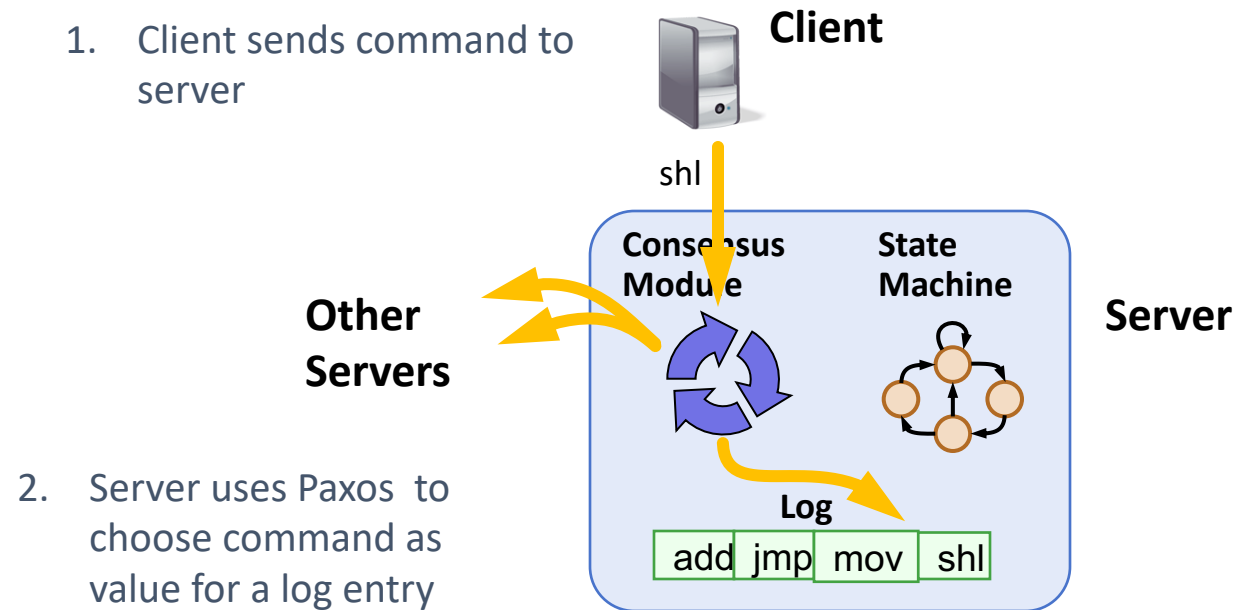 1. Client sends command to
server
Client
shl
Consensus
Module
State
Machine
Other
Servers
Server
2. Server uses Paxos to
choose command as
value for a log entry
Log
add jmp mov shl